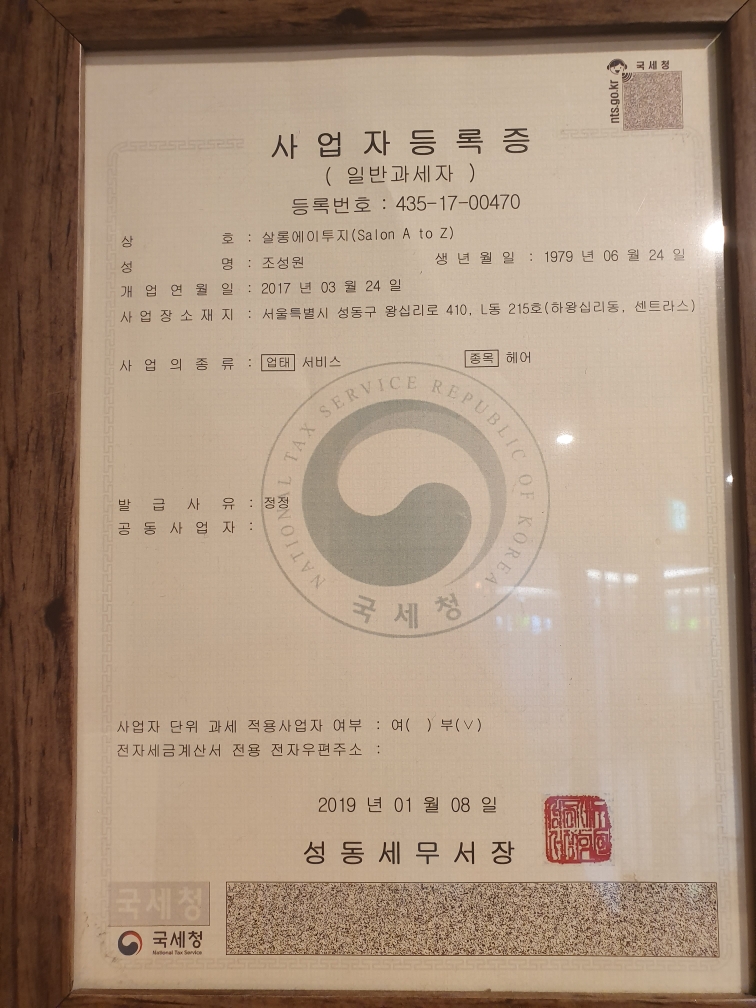 국세청
nts.go.kr
사업자등록증
( 일반과세자 )
등록번호 : 435-17-00470
상 호 : 살롱에이투지(Salon A to Z)
성 명 : 조성원 생 년 월 일 : 1979 년 06 월 24 일
개 업 연 월 일 : 2017 년 03 월 24 일
사 업 장 소 재 지 : 서울특별시 성동구 왕십리로 410, L동 215호(하왕십리동, 센트라스)
사 업 의 종 류 : 업태 서비스 종목 헤어
NATIONAL TAX SERVICE REPUBLIC OF KOREA
국세청
발 급 사 유 : 정정
공 동 사 업 자 :
사업자 단위 과세 적용사업자 여부 : 여( ) 부(∨)
전자세금계산서 전용 전자우편주소 :
2019 년 01 월 08 일
성동세무서장
국세청
국세청
National Tax Service